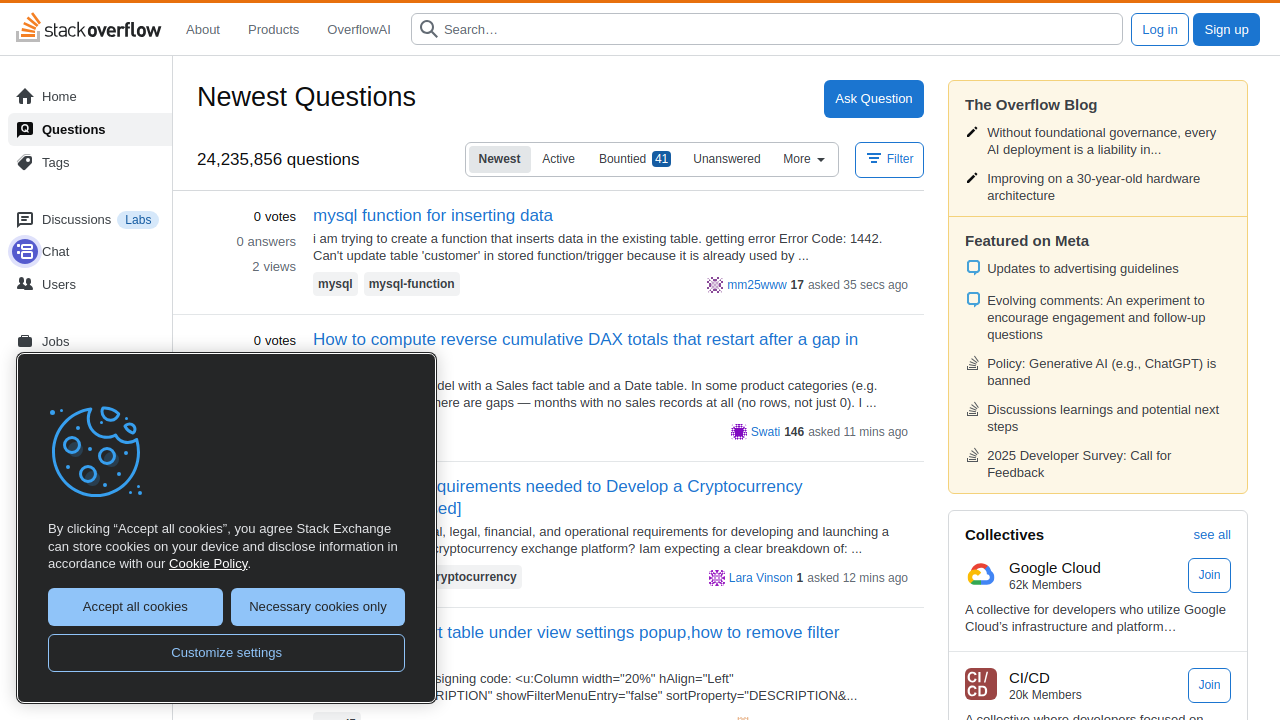 stack overflow
About
Products
OverflowAI
Search…
Log in
Sign up
Home
Questions
Tags
Discussions
Labs
Chat
Users
Jobs
Newest Questions
Ask Question
24,235,856 questions
Newest
Active
Bountied 41
Unanswered
More
Filter
0 votes
0 answers
2 views
mysql function for inserting data
i am trying to create a function that inserts data in the existing table. getting error Error Code: 1442.
Can't update table 'customer' in stored function/trigger because it is already used by ...
mysql
mysql-function
mm25www 17 asked 35 secs ago
0 votes
How to compute reverse cumulative DAX totals that restart after a gap in
del with a Sales fact table and a Date table. In some product categories (e.g.
here are gaps — months with no sales records at all (no rows, not just 0). I ...
Swati 146 asked 11 mins ago
quirements needed to Develop a Cryptocurrency
sed]
al, legal, financial, and operational requirements for developing and launching a
cryptocurrency exchange platform? Iam expecting a clear breakdown of: ...
ryptocurrency
Lara Vinson 1 asked 12 mins ago
t table under view settings popup,how to remove filter
signing code: <u:Column width="20%" hAlign="Left"
RIPTION" showFilterMenuEntry="false" sortProperty="DESCRIPTION&...
By clicking “Accept all cookies”, you agree Stack Exchange
can store cookies on your device and disclose information in
accordance with our Cookie Policy.
Accept all cookies
Necessary cookies only
Customize settings
The Overflow Blog
Without foundational governance, every
AI deployment is a liability in...
Improving on a 30-year-old hardware
architecture
Featured on Meta
Updates to advertising guidelines
Evolving comments: An experiment to
encourage engagement and follow-up
questions
Policy: Generative AI (e.g., ChatGPT) is
banned
Discussions learnings and potential next
steps
2025 Developer Survey: Call for
Feedback
Collectives
see all
Google Cloud
62k Members
Join
A collective for developers who utilize Google
Cloud’s infrastructure and platform…
CI/
CD
CI/CD
20k Members
Join
A collective where developers focused on